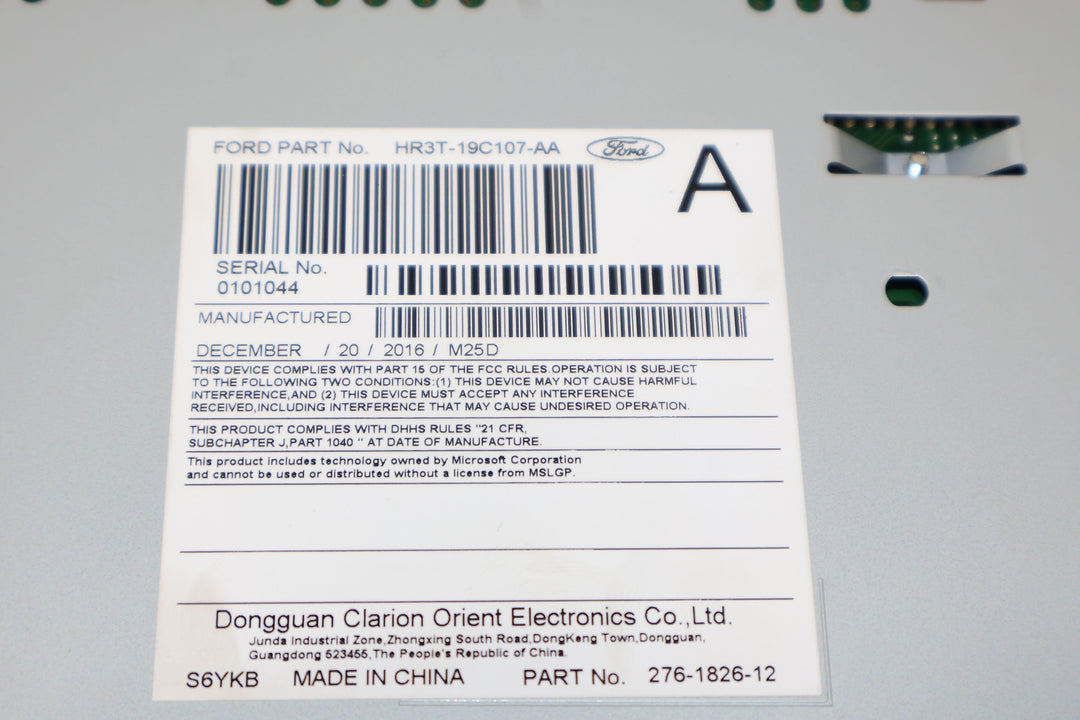 FORD PART No. HR3T-19C107-AA Ford
A
SERIAL No.
0101044
MANUFACTURED
DECEMBER / 20 / 2016 / M25D
THIS DEVICE COMPLIES WITH PART 15 OF THE FCC RULES.OPERATION IS SUBJECT
TO THE FOLLOWING TWO CONDITIONS:(1) THIS DEVICE MAY NOT CAUSE HARMFUL
INTERFERENCE,AND (2) THIS DEVICE MUST ACCEPT ANY INTERFERENCE
RECEIVED,INCLUDING INTERFERENCE THAT MAY CAUSE UNDESIRED OPERATION.
THIS PRODUCT COMPLIES WITH DHHS RULES "21 CFR,
SUBCHAPTER J,PART 1040 " AT DATE OF MANUFACTURE.
This product includes technology owned by Microsoft Corporation
and cannot be used or distributed without a license from MSLGP.
Dongguan Clarion Orient Electronics Co.,Ltd.
Junda Industrial Zone,Zhongxing South Road,DongKeng Town,Dongguan,
Guangdong 523455,The People's Republic of China.
S6YKB MADE IN CHINA PART No. 276-1826-12